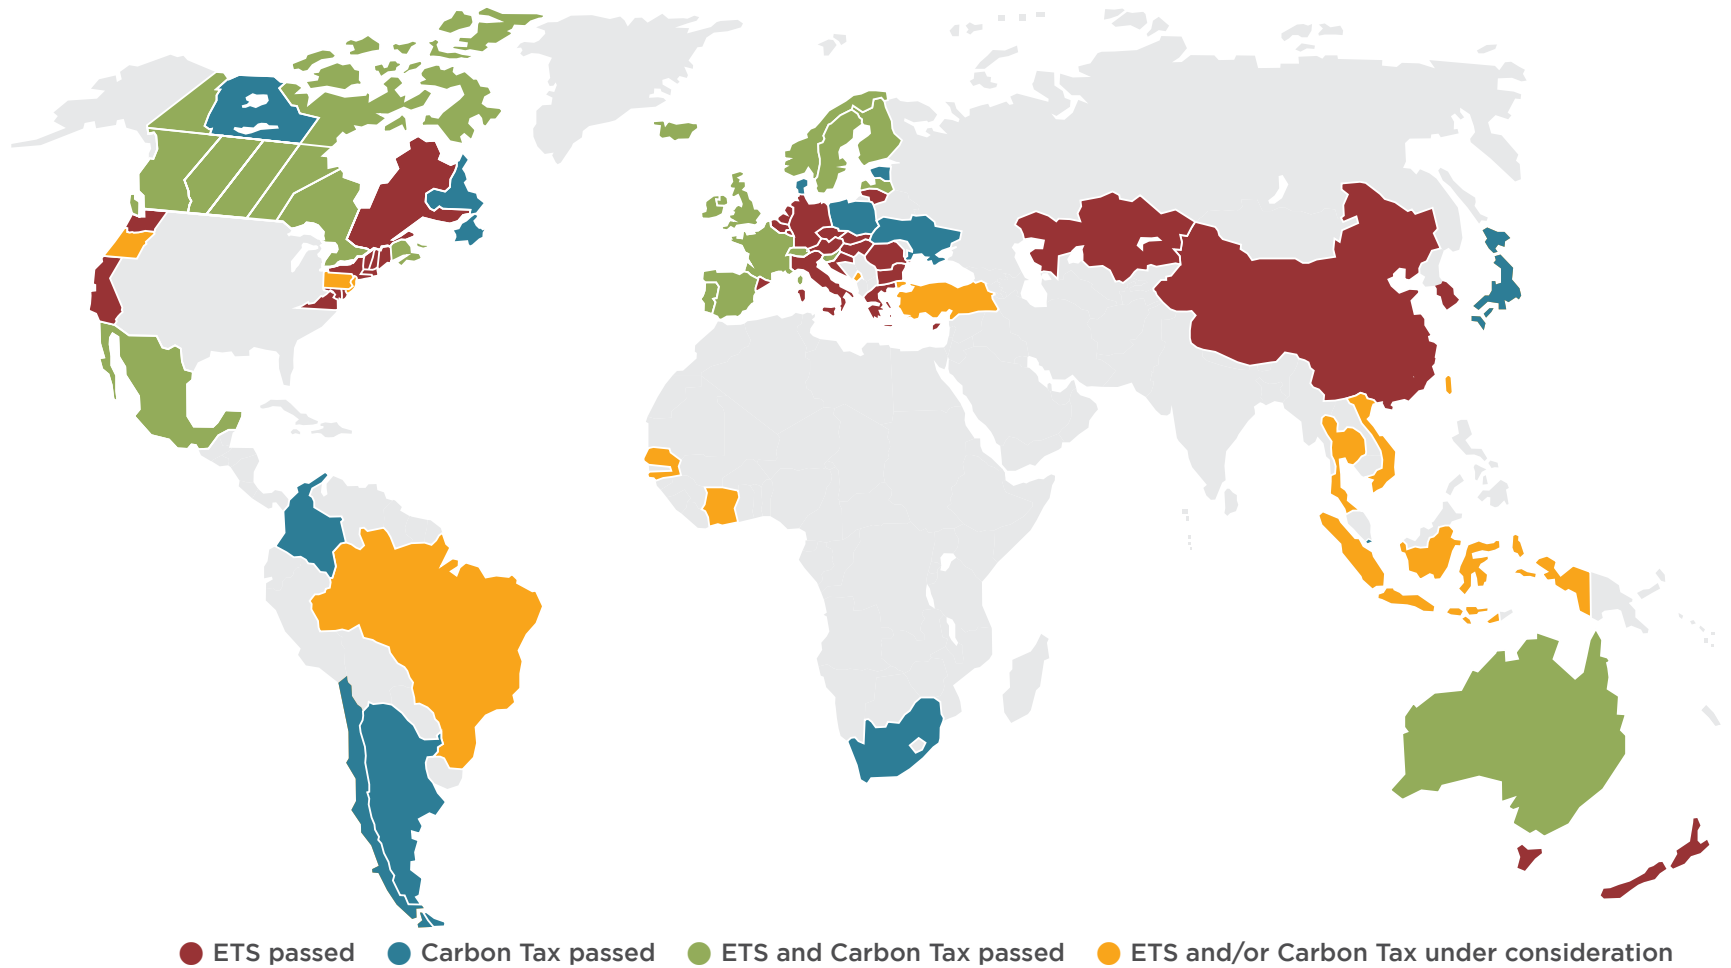 ETS passed
Carbon Tax passed
ETS and Carbon Tax passed
ETS and/or Carbon Tax under consideration